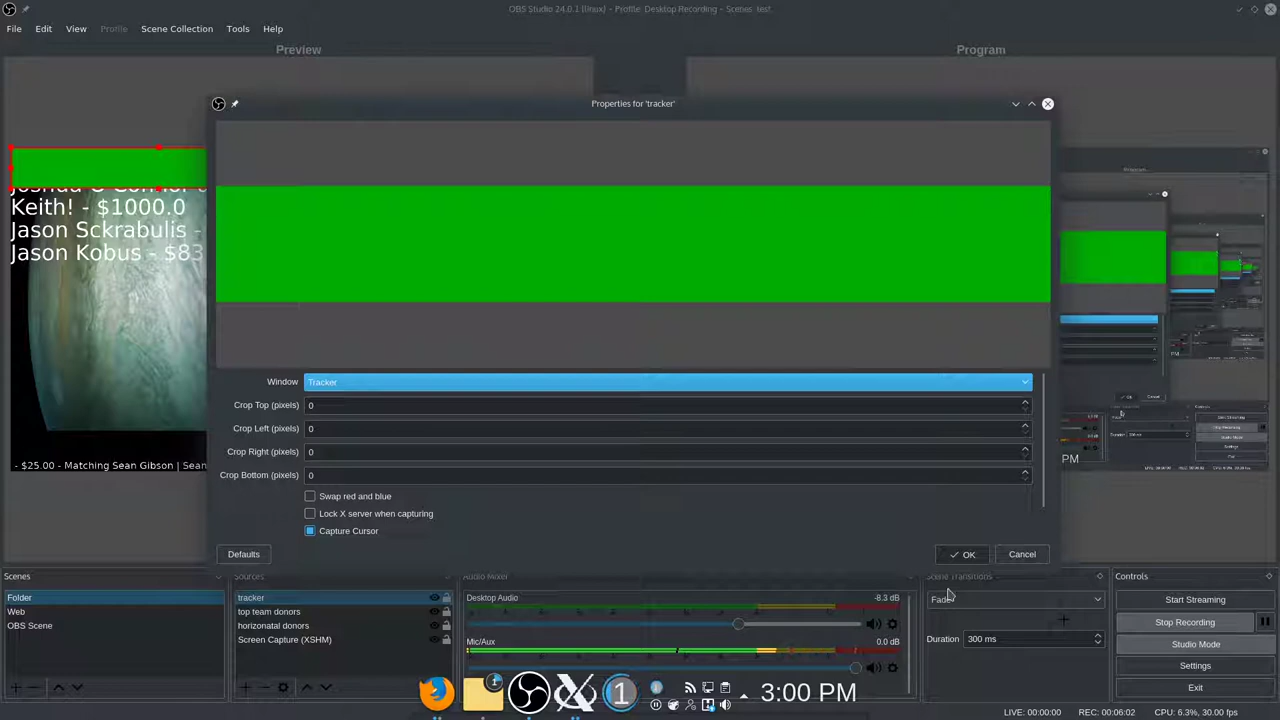 OBS Studio 24.0.1 (linux) - Profile: Desktop Recording - Scenes: test
File Edit View Profile Scene Collection Tools Help
Preview
Program
Properties for 'tracker'
Keith! - $1000.0
Jason Sckrabulis -
Jason Kobus - $83
- $25.00 - Matching Sean Gibson | Sean
Window Tracker
Crop Top (pixels) 0
Crop Left (pixels) 0
Crop Right (pixels) 0
Crop Bottom (pixels) 0
Swap red and blue
Lock X server when capturing
Capture Cursor
Defaults
OK
Cancel
PM
Scenes
Folder
Web
OBS Scene
Sources
tracker
top team donors
horizonatal donors
Screen Capture (XSHM)
Audio Mixer
Desktop Audio -8.3 dB
Mic/Aux 0.0 dB
Scene Transitions
Fade
Duration 300 ms
Controls
Start Streaming
Stop Recording
Studio Mode
Settings
Exit
1
1
3:00 PM
LIVE: 00:00:00 REC: 00:06:02 CPU: 6.3%, 30.00 fps